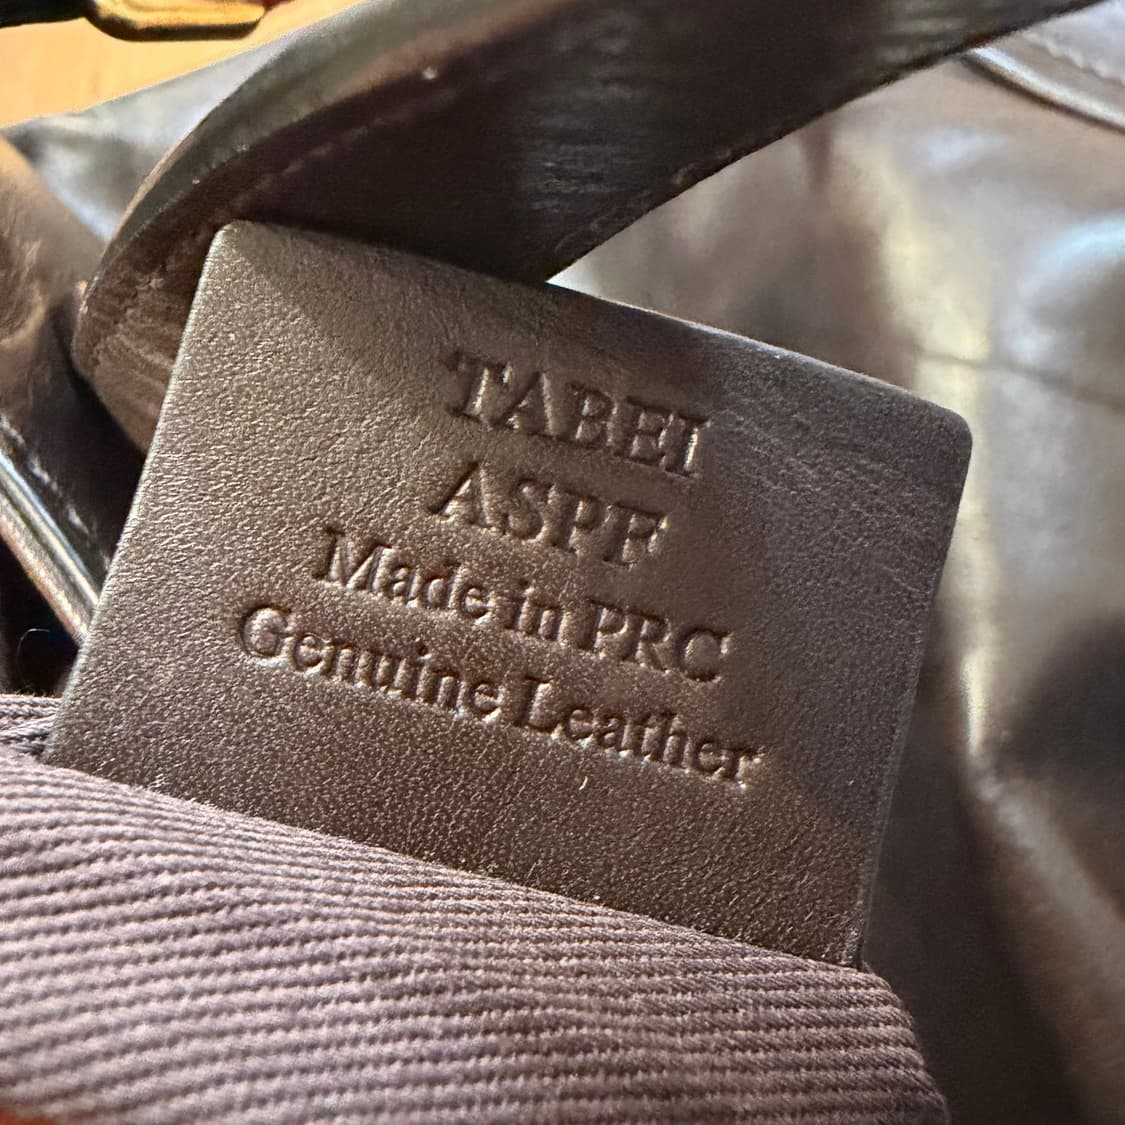 TABEI
ASPF
Made in PRC
Genuine Leather